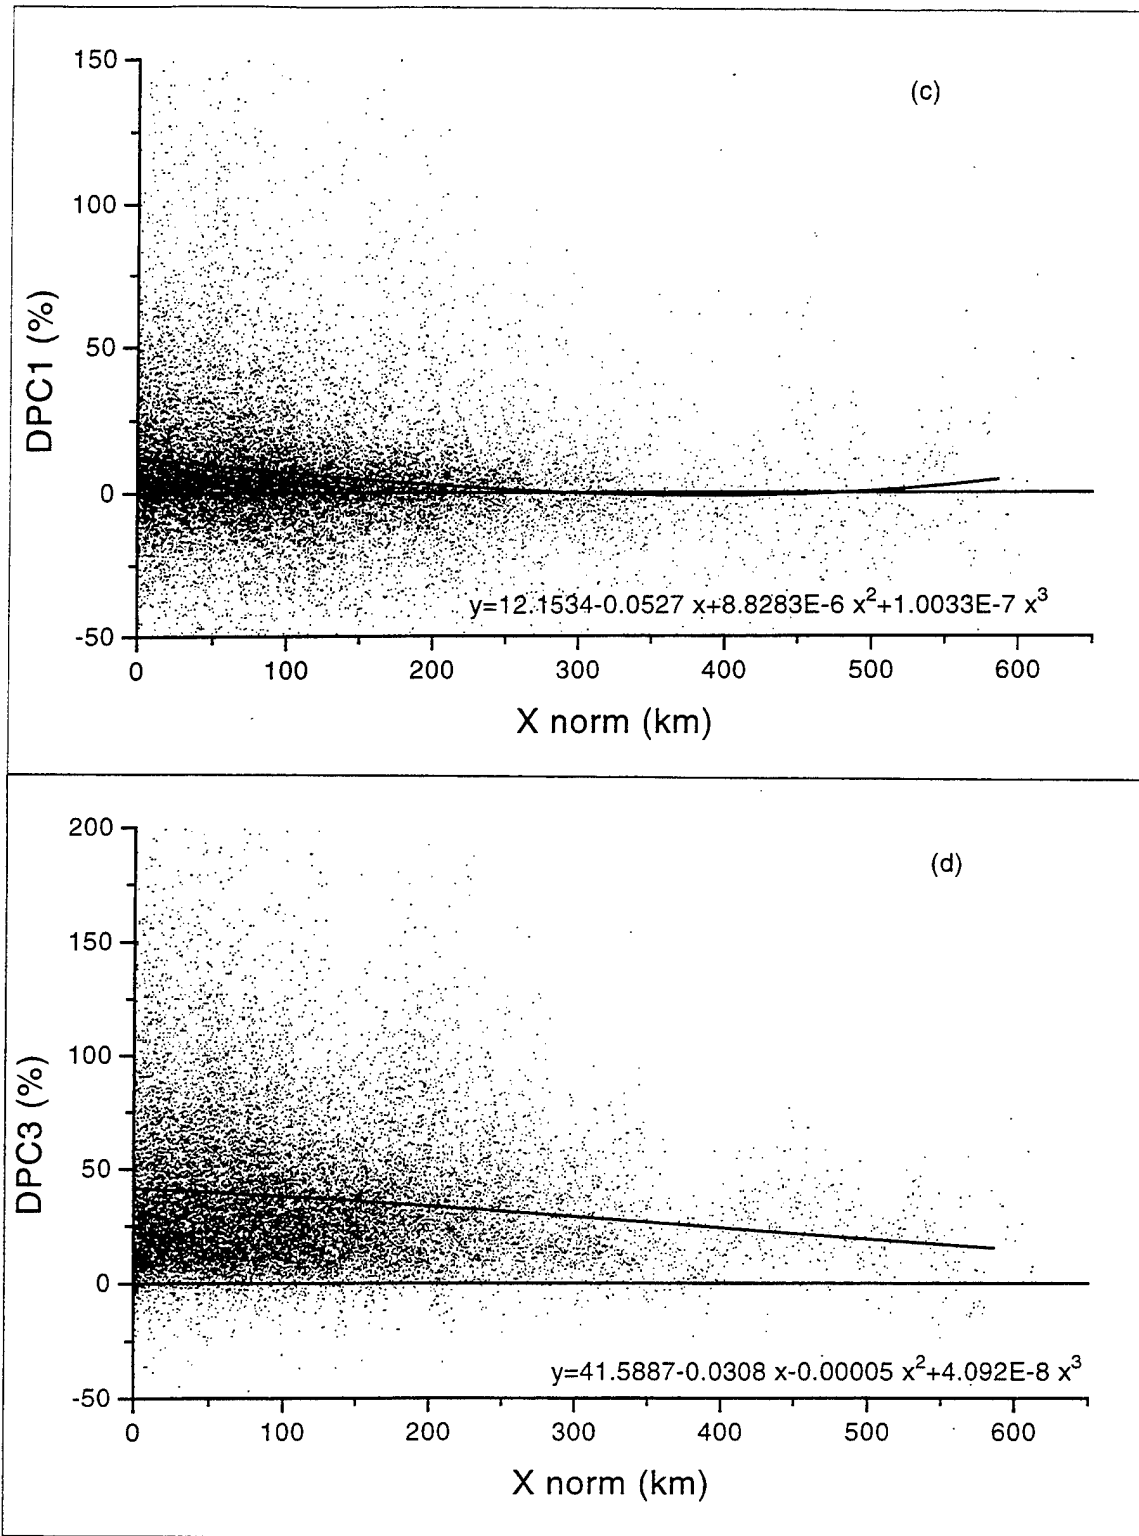 (c)
150
100
50
0
-50
DPC1 (%)
y=12.1534-0.0527 x+8.8283E-6 x²+1.0033E-7 x³
0 100 200 300 400 500 600
X norm (km)
(d)
200
150
100
50
0
-50
DPC3 (%)
y=41.5887-0.0308 x-0.00005 x²+4.092E-8 x³
0 100 200 300 400 500 600
X norm (km)